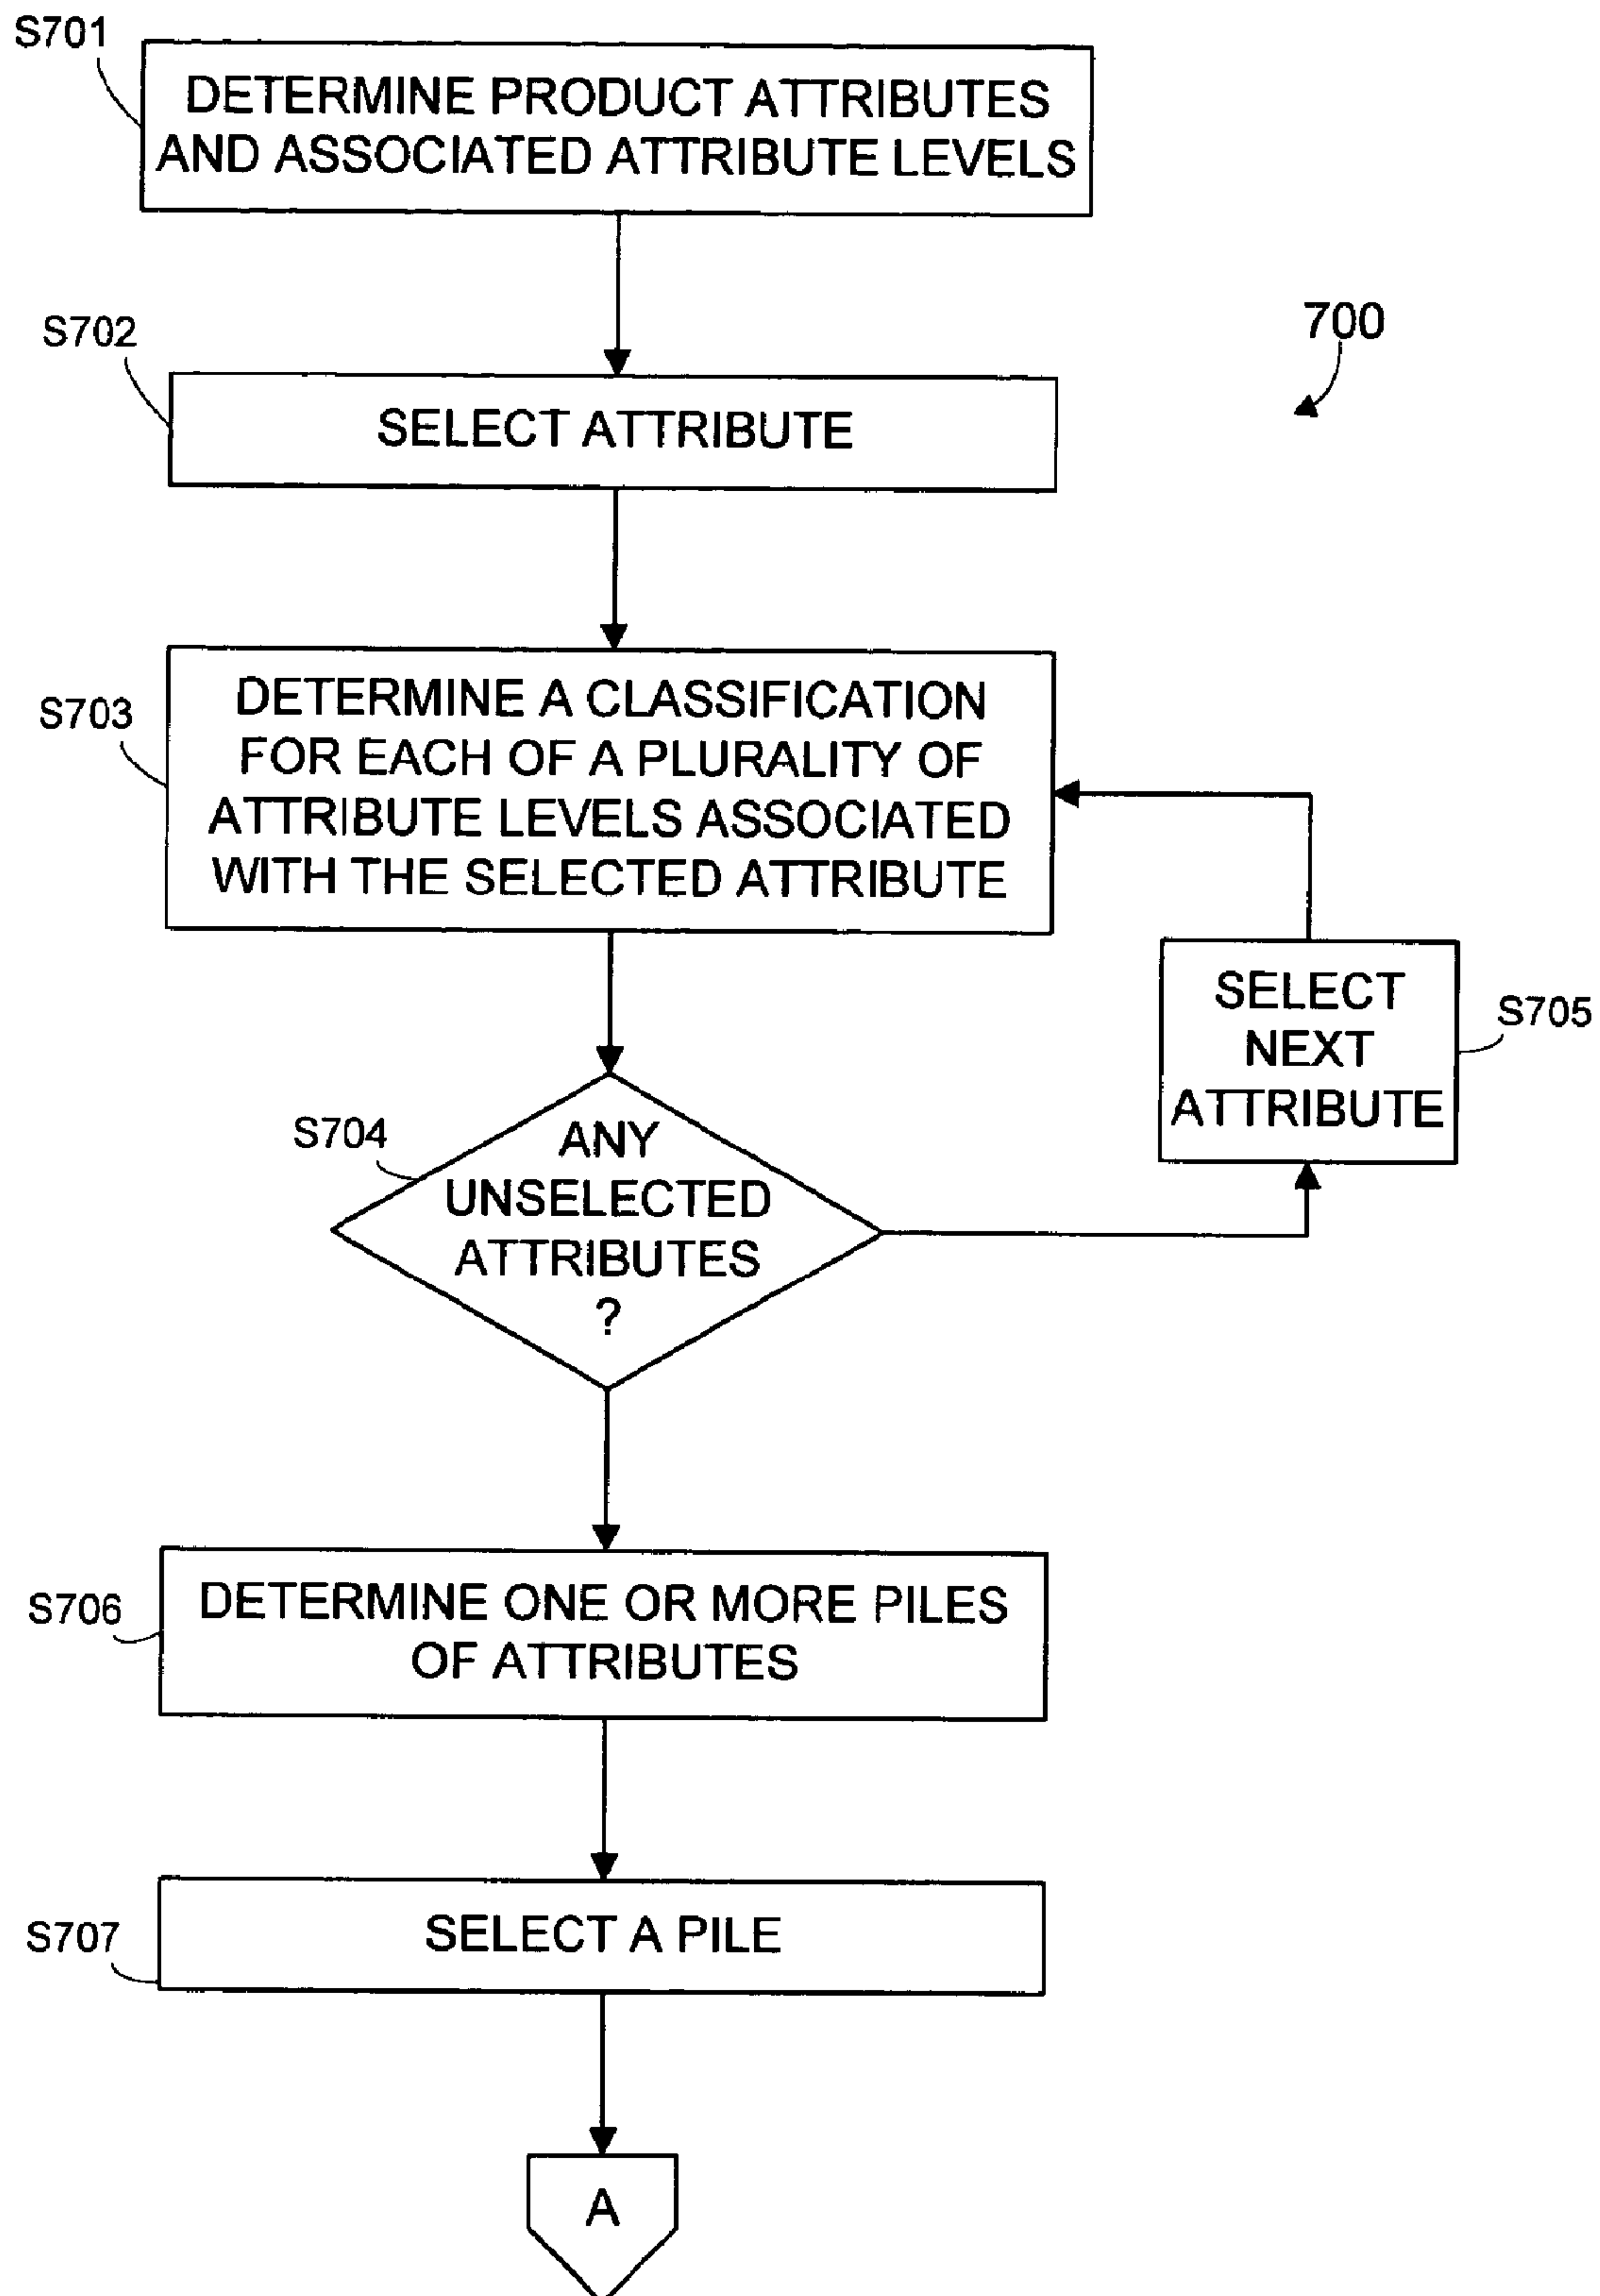 S701
DETERMINE PRODUCT ATTRIBUTES
AND ASSOCIATED ATTRIBUTE LEVELS
700
S702
SELECT ATTRIBUTE
S703
DETERMINE A CLASSIFICATION
FOR EACH OF A PLURALITY OF
ATTRIBUTE LEVELS ASSOCIATED
WITH THE SELECTED ATTRIBUTE
SELECT
NEXT
ATTRIBUTE
S705
S704
ANY
UNSELECTED
ATTRIBUTES
?
S706
DETERMINE ONE OR MORE PILES
OF ATTRIBUTES
S707
SELECT A PILE
A